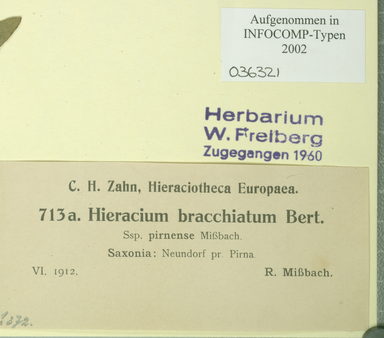 Aufgenommen in
INFOCOMP-Typen
2002
036321
Herbarium
W. Freiberg
Zugegangen 1960
C. H. Zahn, Hieraciotheca Europaea.
713 a. Hieracium bracchiatum Bert.
Ssp. pirnense Mißbach.
Saxonia: Neundorf pr. Pirna.
VI. 1912. R. Mißbach.